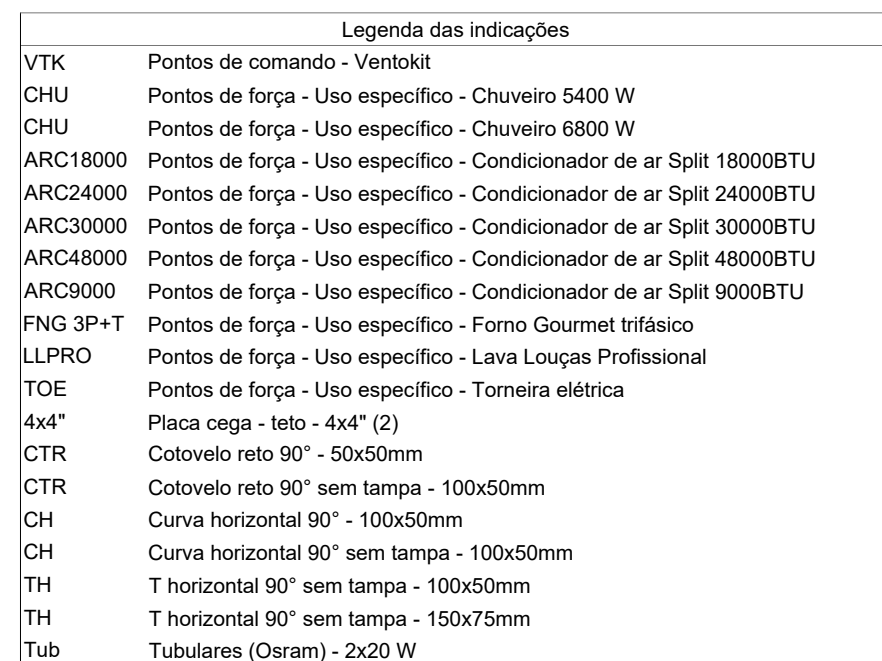 Legenda das indicações
VTK Pontos de comando - Ventokit
CHU Pontos de força - Uso específico - Chuveiro 5400 W
CHU Pontos de força - Uso específico - Chuveiro 6800 W
ARC18000 Pontos de força - Uso específico - Condicionador de ar Split 18000BTU
ARC24000 Pontos de força - Uso específico - Condicionador de ar Split 24000BTU
ARC30000 Pontos de força - Uso específico - Condicionador de ar Split 30000BTU
ARC48000 Pontos de força - Uso específico - Condicionador de ar Split 48000BTU
ARC9000 Pontos de força - Uso específico - Condicionador de ar Split 9000BTU
FNG 3P+T Pontos de força - Uso específico - Forno Gourmet trifásico
LLPRO Pontos de força - Uso específico - Lava Louças Profissional
TOE Pontos de força - Uso específico - Torneira elétrica
4x4" Placa cega - teto - 4x4" (2)
CTR Cotovelo reto 90° - 50x50mm
CTR Cotovelo reto 90° sem tampa - 100x50mm
CH Curva horizontal 90° - 100x50mm
CH Curva horizontal 90° sem tampa - 100x50mm
TH T horizontal 90° sem tampa - 100x50mm
TH T horizontal 90° sem tampa - 150x75mm
Tub Tubulares (Osram) - 2x20 W